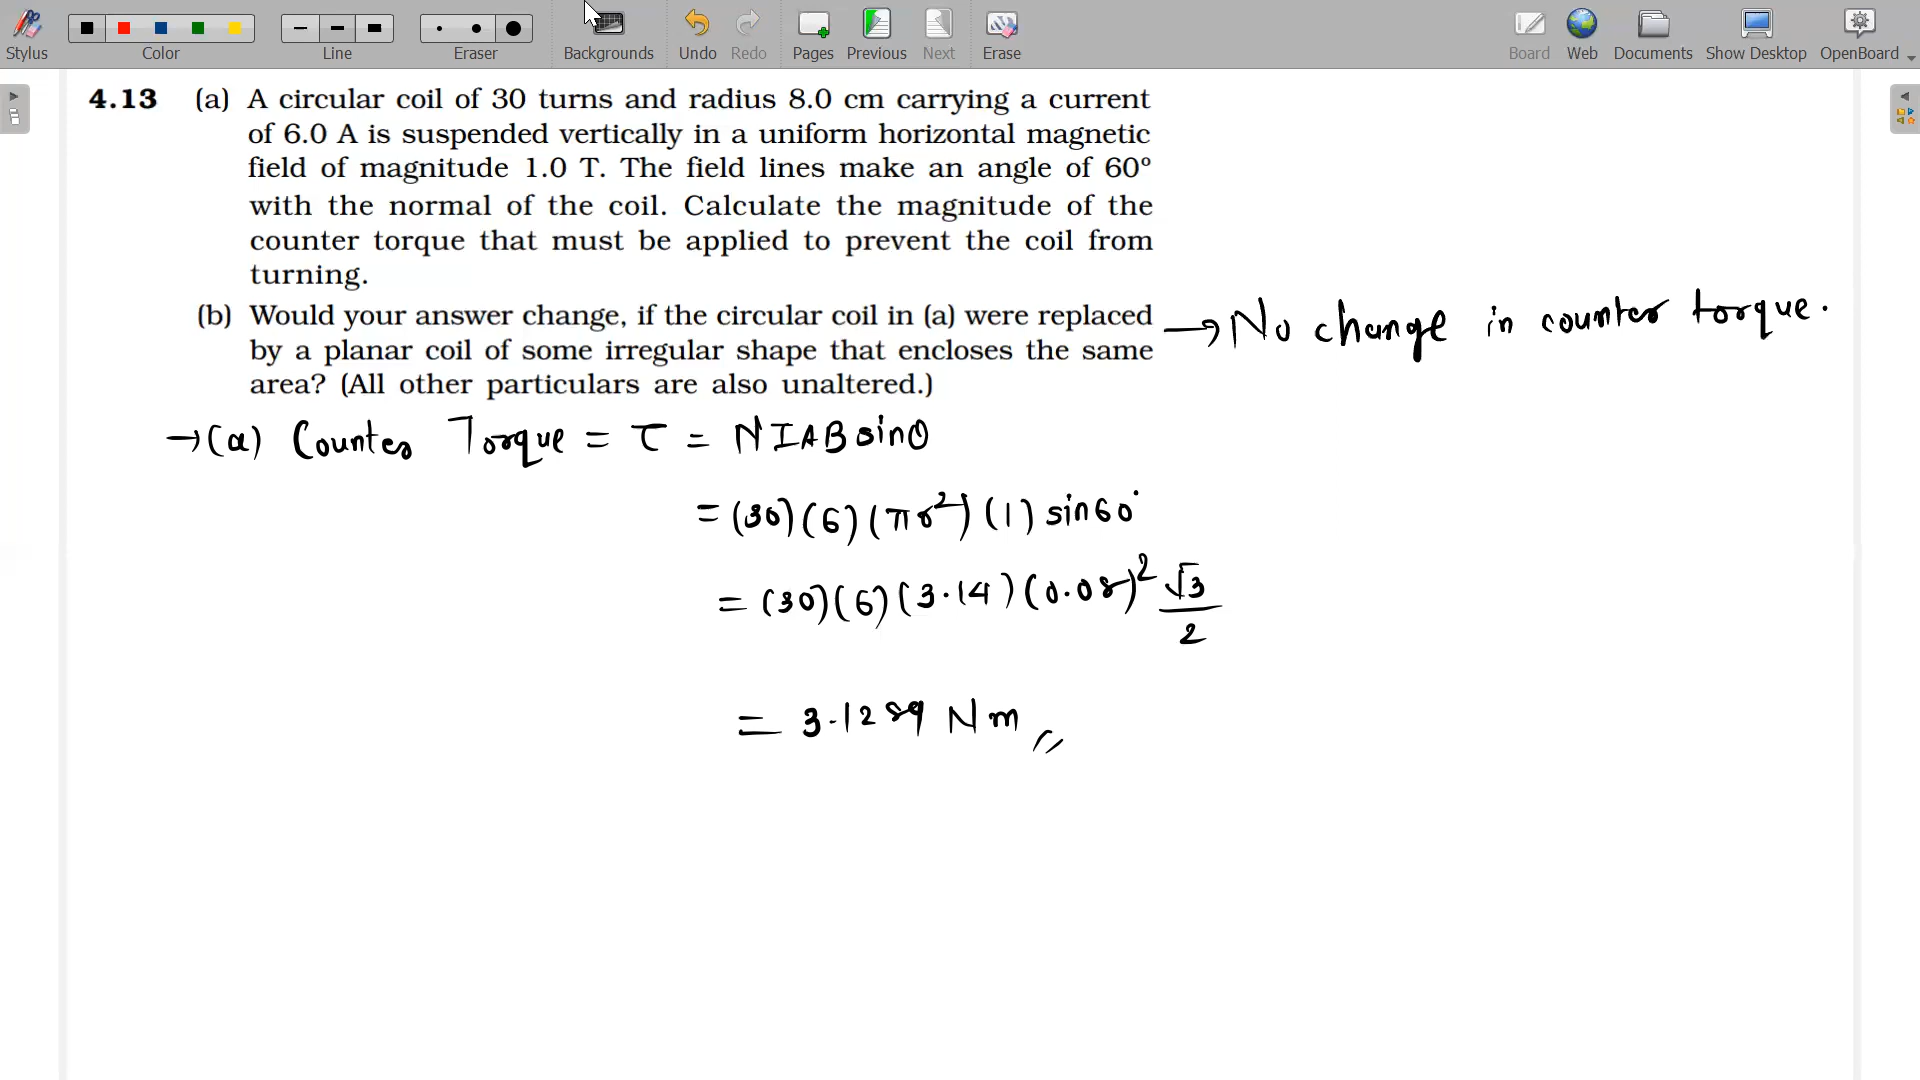 Stylus Color Line Eraser Backgrounds Undo Redo Pages Previous Next Erase Board Web Documents Show Desktop OpenBoard
4.13 (a) A circular coil of 30 turns and radius 8.0 cm carrying a current
of 6.0 A is suspended vertically in a uniform horizontal magnetic
field of magnitude 1.0 T. The field lines make an angle of 60º
with the normal of the coil. Calculate the magnitude of the
counter torque that must be applied to prevent the coil from
turning.
(b) Would your answer change, if the circular coil in (a) were replaced
by a planar coil of some irregular shape that encloses the same
area? (All other particulars are also unaltered.)
→ No change in counter torque.
→ (a) Counter Torque = τ = NIAB sinθ
= (30)(6)(πr²)(1) sin60°
= (30)(6)(3.14)(0.08)² √3/2
= 3.1289 Nm //